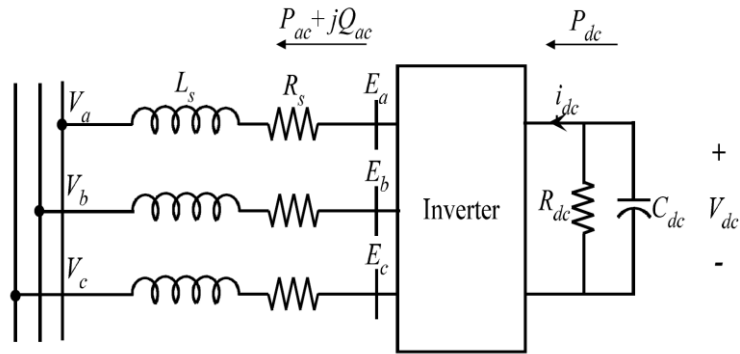 P_ac + jQ_ac
P_dc
L_s
R_s
E_a
V_a
i_dc
V_b
E_b
Inverter
R_dc
C_dc
V_dc
+
-
V_c
E_c